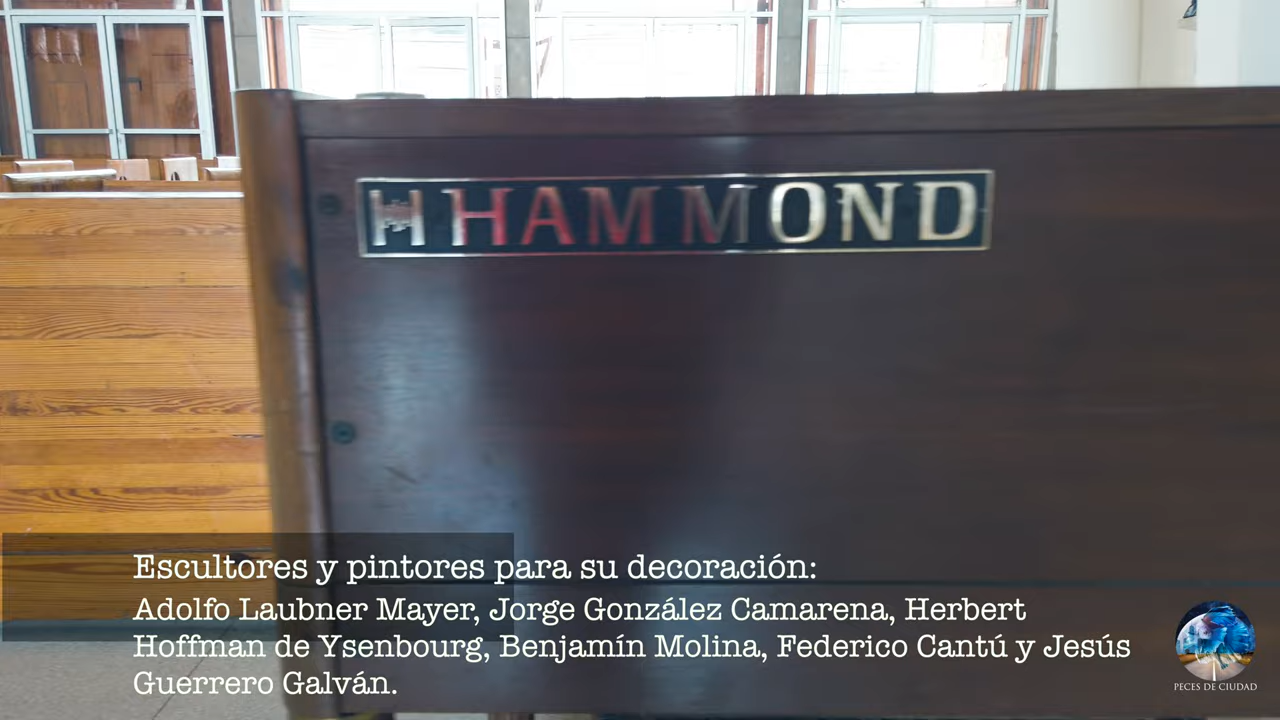 H HAMMOND
Escultores y pintores para su decoración:
Adolfo Laubner Mayer, Jorge González Camarena, Herbert
Hoffman de Ysenbourg, Benjamín Molina, Federico Cantú y Jesús
Guerrero Galván.
PECES DE CIUDAD